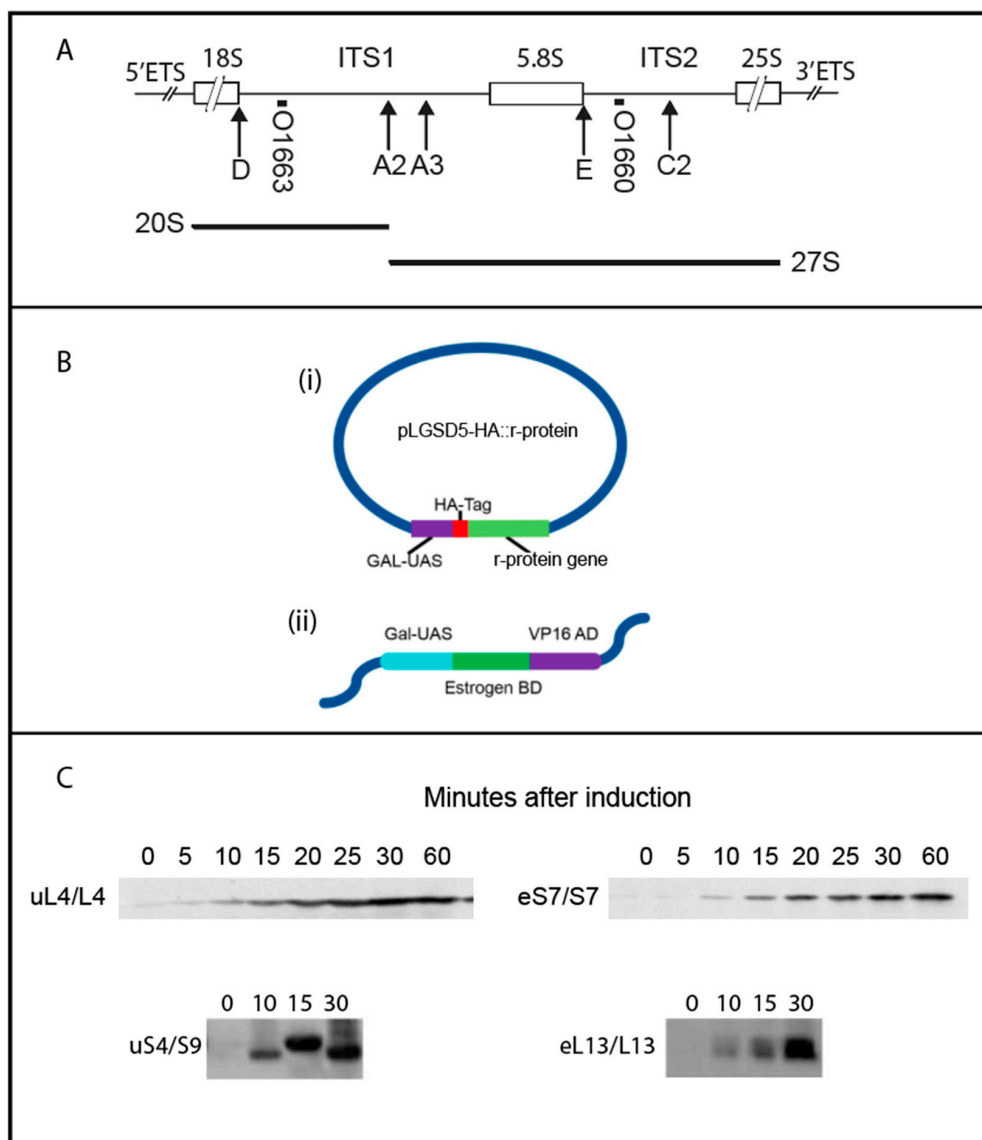 A
5'ETS 18S ITS1 5.8S ITS2 25S 3'ETS
D O1663 A2 A3 E O1660 C2
20S
27S
B
(i)
pLGSD5-HA::r-protein
HA-Tag
GAL-UAS r-protein gene
(ii)
Gal-UAS VP16 AD
Estrogen BD
C
Minutes after induction
0 5 10 15 20 25 30 60
uL4/L4
0 5 10 15 20 25 30 60
eS7/S7
0 10 15 30
uS4/S9
0 10 15 30
eL13/L13